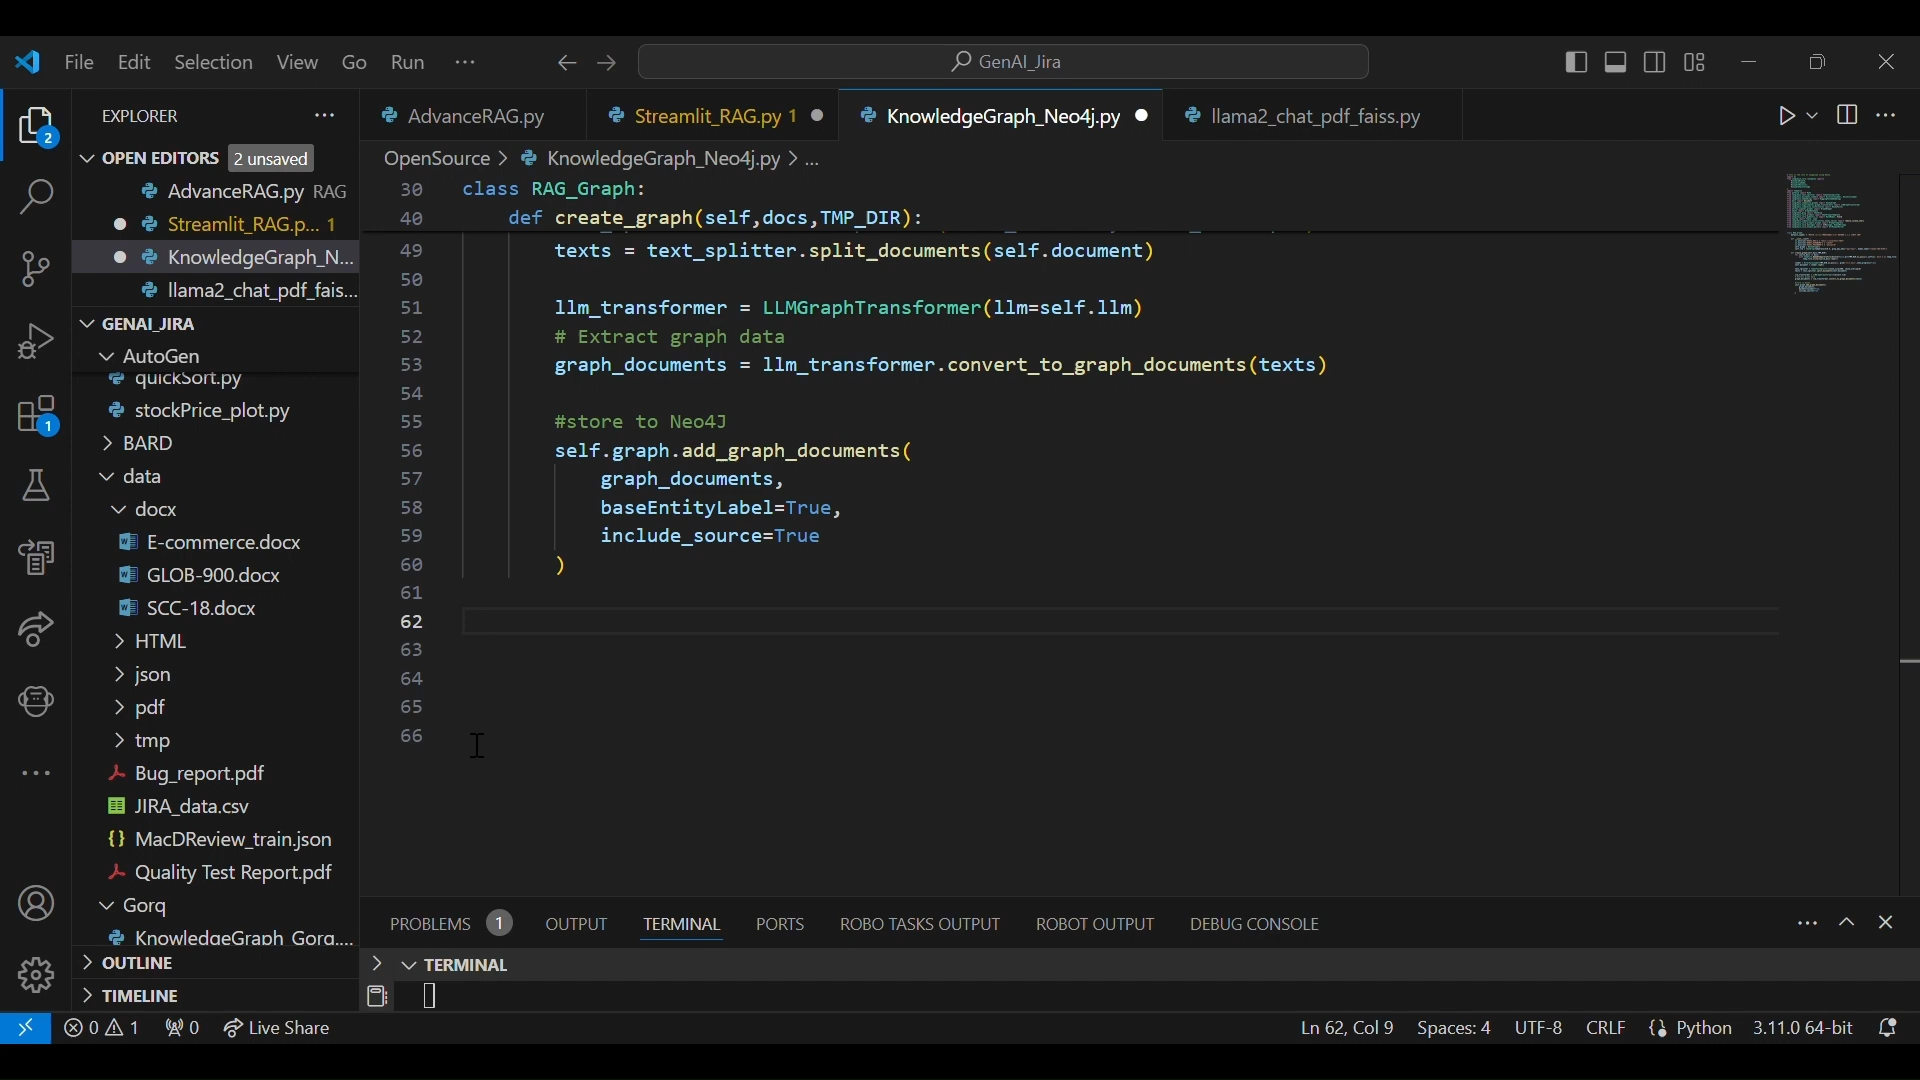 File Edit Selection View Go Run ···
GenAI_Jira
EXPLORER ···
OPEN EDITORS 2 unsaved
AdvanceRAG.py RAG
Streamlit_RAG.p... 1
KnowledgeGraph_N...
llama2_chat_pdf_fais...
GENAI_JIRA
AutoGen
quickSort.py
stockPrice_plot.py
BARD
data
docx
E-commerce.docx
GLOB-900.docx
SCC-18.docx
HTML
json
pdf
tmp
Bug_report.pdf
JIRA_data.csv
MacDReview_train.json
Quality Test Report.pdf
Gorq
KnowledgeGraph_Gorq....
OUTLINE
TIMELINE
2
1
AdvanceRAG.py Streamlit_RAG.py 1 KnowledgeGraph_Neo4j.py llama2_chat_pdf_faiss.py
OpenSource > KnowledgeGraph_Neo4j.py > ...
30 class RAG_Graph:
40 def create_graph(self,docs,TMP_DIR):
49 texts = text_splitter.split_documents(self.document)
50
51 llm_transformer = LLMGraphTransformer(llm=self.llm)
52 # Extract graph data
53 graph_documents = llm_transformer.convert_to_graph_documents(texts)
54
55 #store to Neo4J
56 self.graph.add_graph_documents(
57 graph_documents,
58 baseEntityLabel=True,
59 include_source=True
60 )
61
62
63
64
65
66
PROBLEMS 1 OUTPUT TERMINAL PORTS ROBO TASKS OUTPUT ROBOT OUTPUT DEBUG CONSOLE
TERMINAL
0 1 0 Live Share Ln 62, Col 9 Spaces: 4 UTF-8 CRLF Python 3.11.0 64-bit